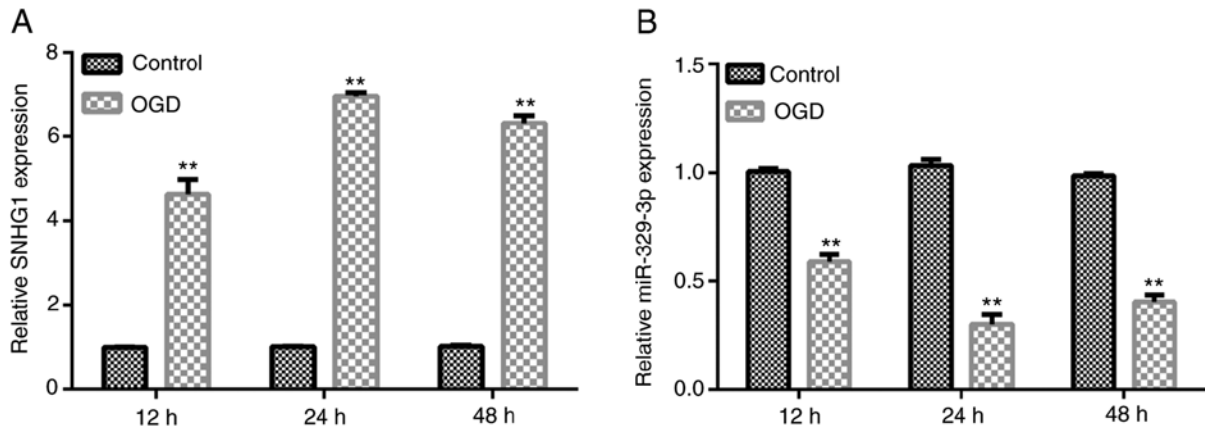 A
Relative SNHG1 expression
8
6
4
2
0
Control
OGD
**
**
**
12 h
24 h
48 h
B
Relative miR-329-3p expression
1.5
1.0
0.5
0.0
Control
OGD
**
**
**
12 h
24 h
48 h